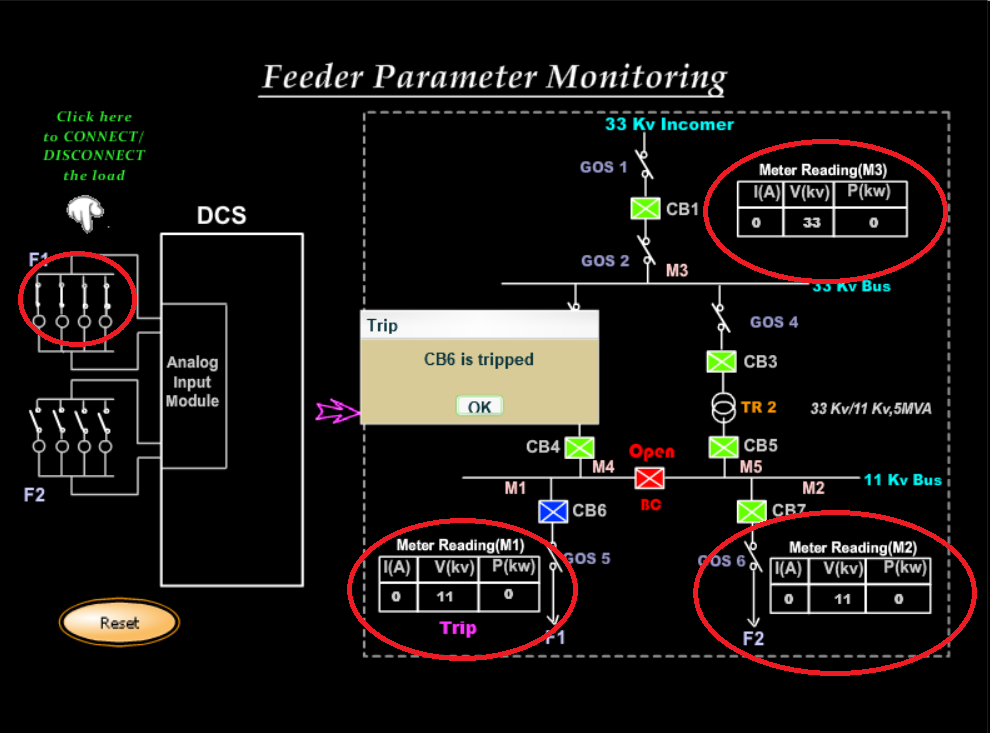 Feeder Parameter Monitoring
Click here
to CONNECT/
DISCONNECT
the load
33 Kv Incomer
GOS 1
Meter Reading(M3)
I(A) V(kv) P(kw)
0 33 0
DCS
CB1
GOS 2
M3
F1
33 Kv Bus
GOS 4
Trip
CB6 is tripped
OK
CB3
Analog
Input
Module
TR 2
33 Kv/11 Kv,5MVA
CB4
Open
CB5
M4
M5
11 Kv Bus
M1
M2
F2
BC
CB6
CB7
Meter Reading(M1)
I(A) V(kv) P(kw)
0 11 0
GOS 5
GOS 6
Meter Reading(M2)
I(A) V(kv) P(kw)
0 11 0
Reset
Trip
F1
F2